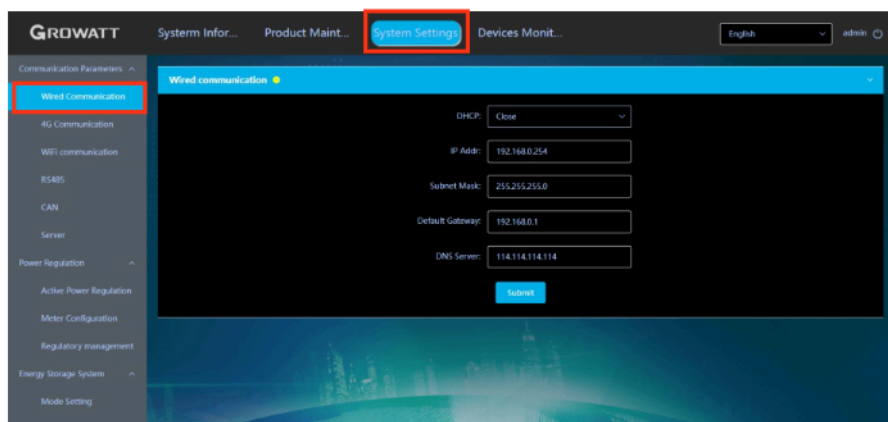 GROWATT
Systerm Infor...
Product Maint...
System Settings
Devices Monit...
English
admin
Communication Parameters
Wired Communication
4G Communication
WiFi communication
RS485
CAN
Server
Power Regulation
Active Power Regulation
Meter Configuration
Regulatory management
Energy Storage System
Mode Setting
Wired communication
DHCP: Close
IP Addr: 192.168.0.254
Subnet Mask: 255.255.255.0
Default Gateway: 192.168.0.1
DNS Server: 114.114.114.114
Submit